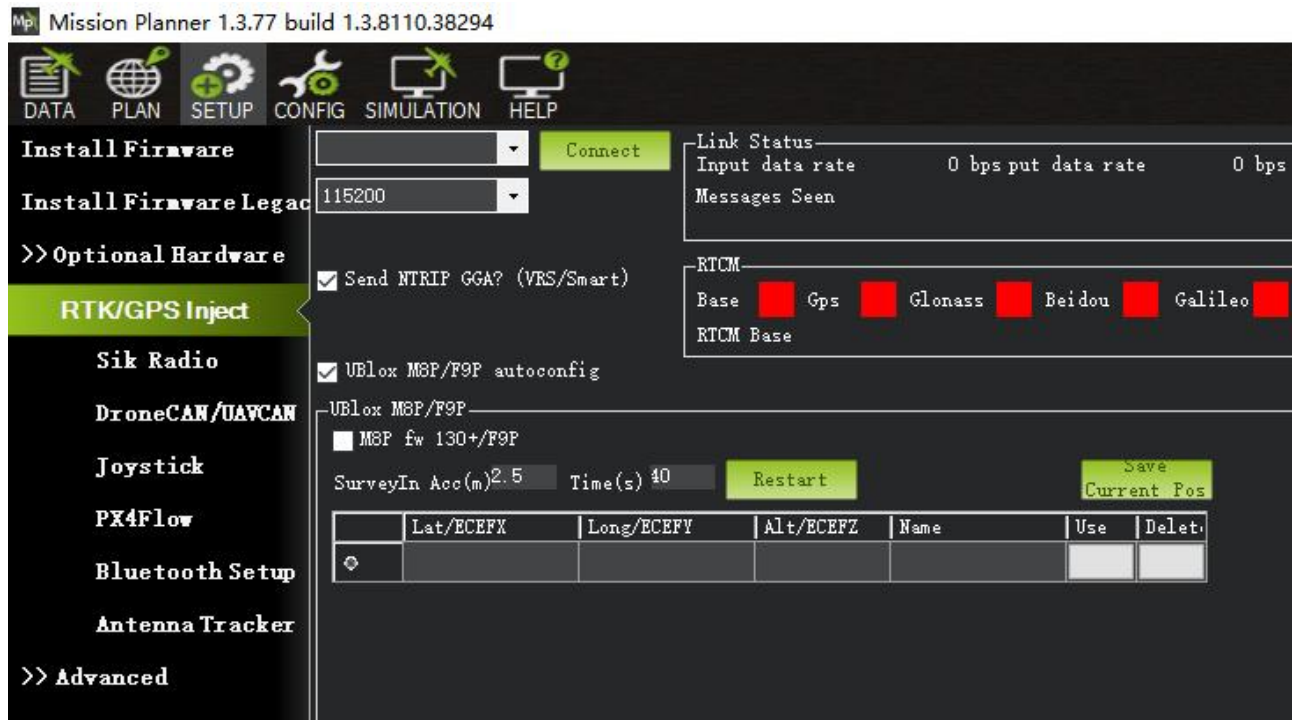 Mp Mission Planner 1.3.77 build 1.3.8110.38294
DATA PLAN SETUP CONFIG SIMULATION HELP
Install Firmware
Install Firmware Legac
>> Optional Hardware
RTK/GPS Inject
Sik Radio
DroneCAN/UAVCAN
Joystick
PX4Flow
Bluetooth Setup
Antenna Tracker
>> Advanced
Connect
115200
Send NTRIP GGA? (VRS/Smart)
UBlox M8P/F9P autoconfig
Link Status
Input data rate 0 bps put data rate 0 bps
Messages Seen
RTCM
Base Gps Glonass Beidou Galileo
RTCM Base
UBlox M8P/F9P
M8P fw 130+/F9P
SurveyIn Acc(m) 2.5 Time(s) 40 Restart
Save
Current Pos
Lat/ECEFX Long/ECEFY Alt/ECEFZ Name Use Delet